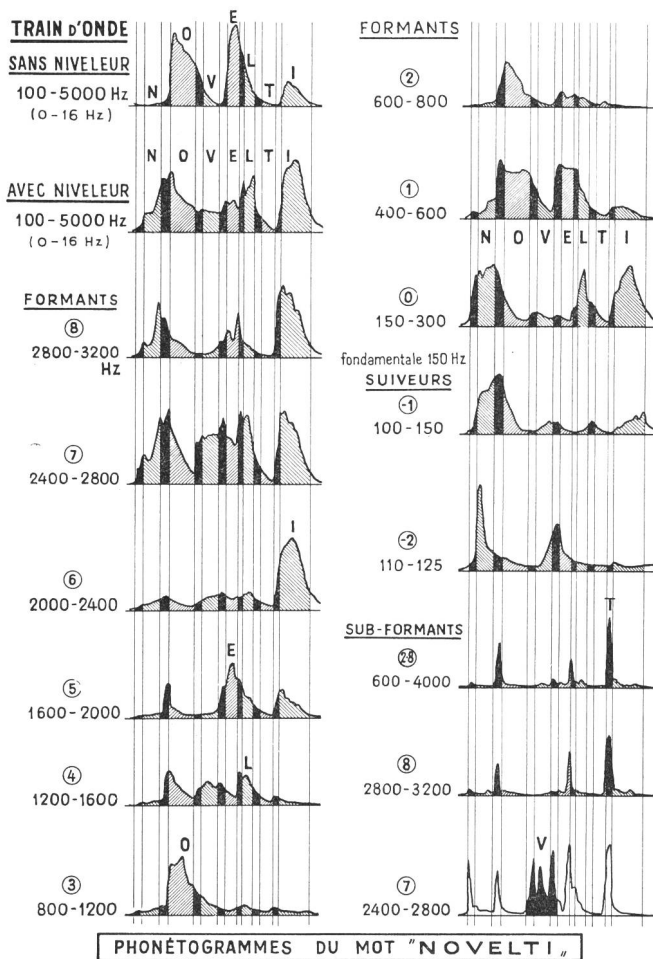 TRAIN D'ONDE
SANS NIVELEUR
100-5000 Hz
(0-16 Hz)
N O V E L T I
AVEC NIVELEUR
100-5000 Hz
(0-16 Hz)
N O V E L T I
FORMANTS
8
2800-3200
Hz
7
2400-2800
6
2000-2400
I
5
1600-2000
E
4
1200-1600
L
3
800-1200
O
FORMANTS
2
600-800
1
400-600
N O V E L T I
0
150-300
fondamentale 150 Hz
SUIVEURS
-1
100-150
-2
110-125
SUB-FORMANTS
2-8
600-4000
T
8
2800-3200
7
2400-2800
V
PHONÉTOGRAMMES DU MOT "NOVELTI„